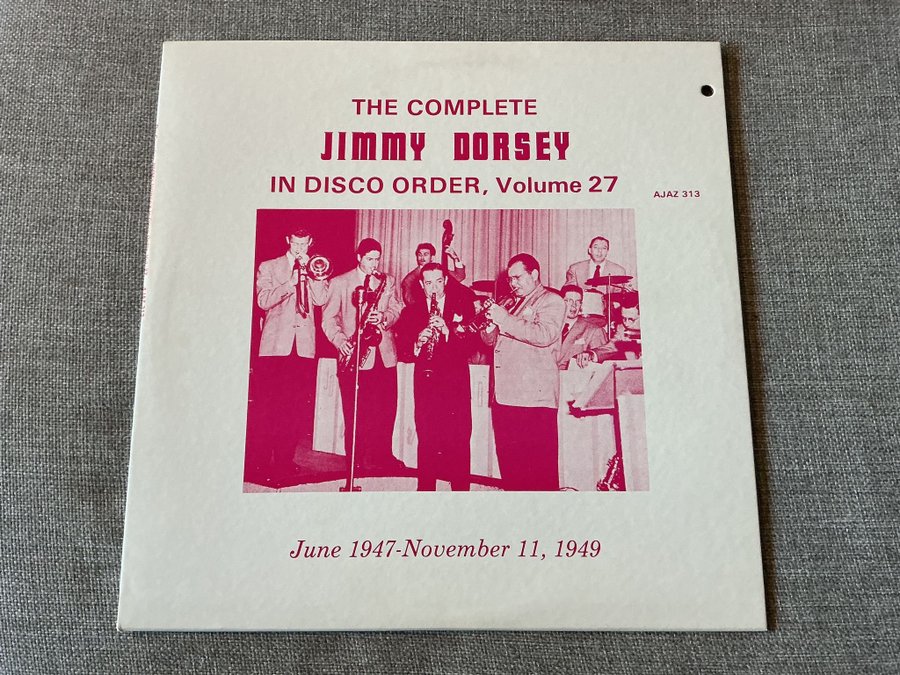 THE COMPLETE
JIMMY DORSEY
IN DISCO ORDER, Volume 27
AJAZ 313
June 1947-November 11, 1949